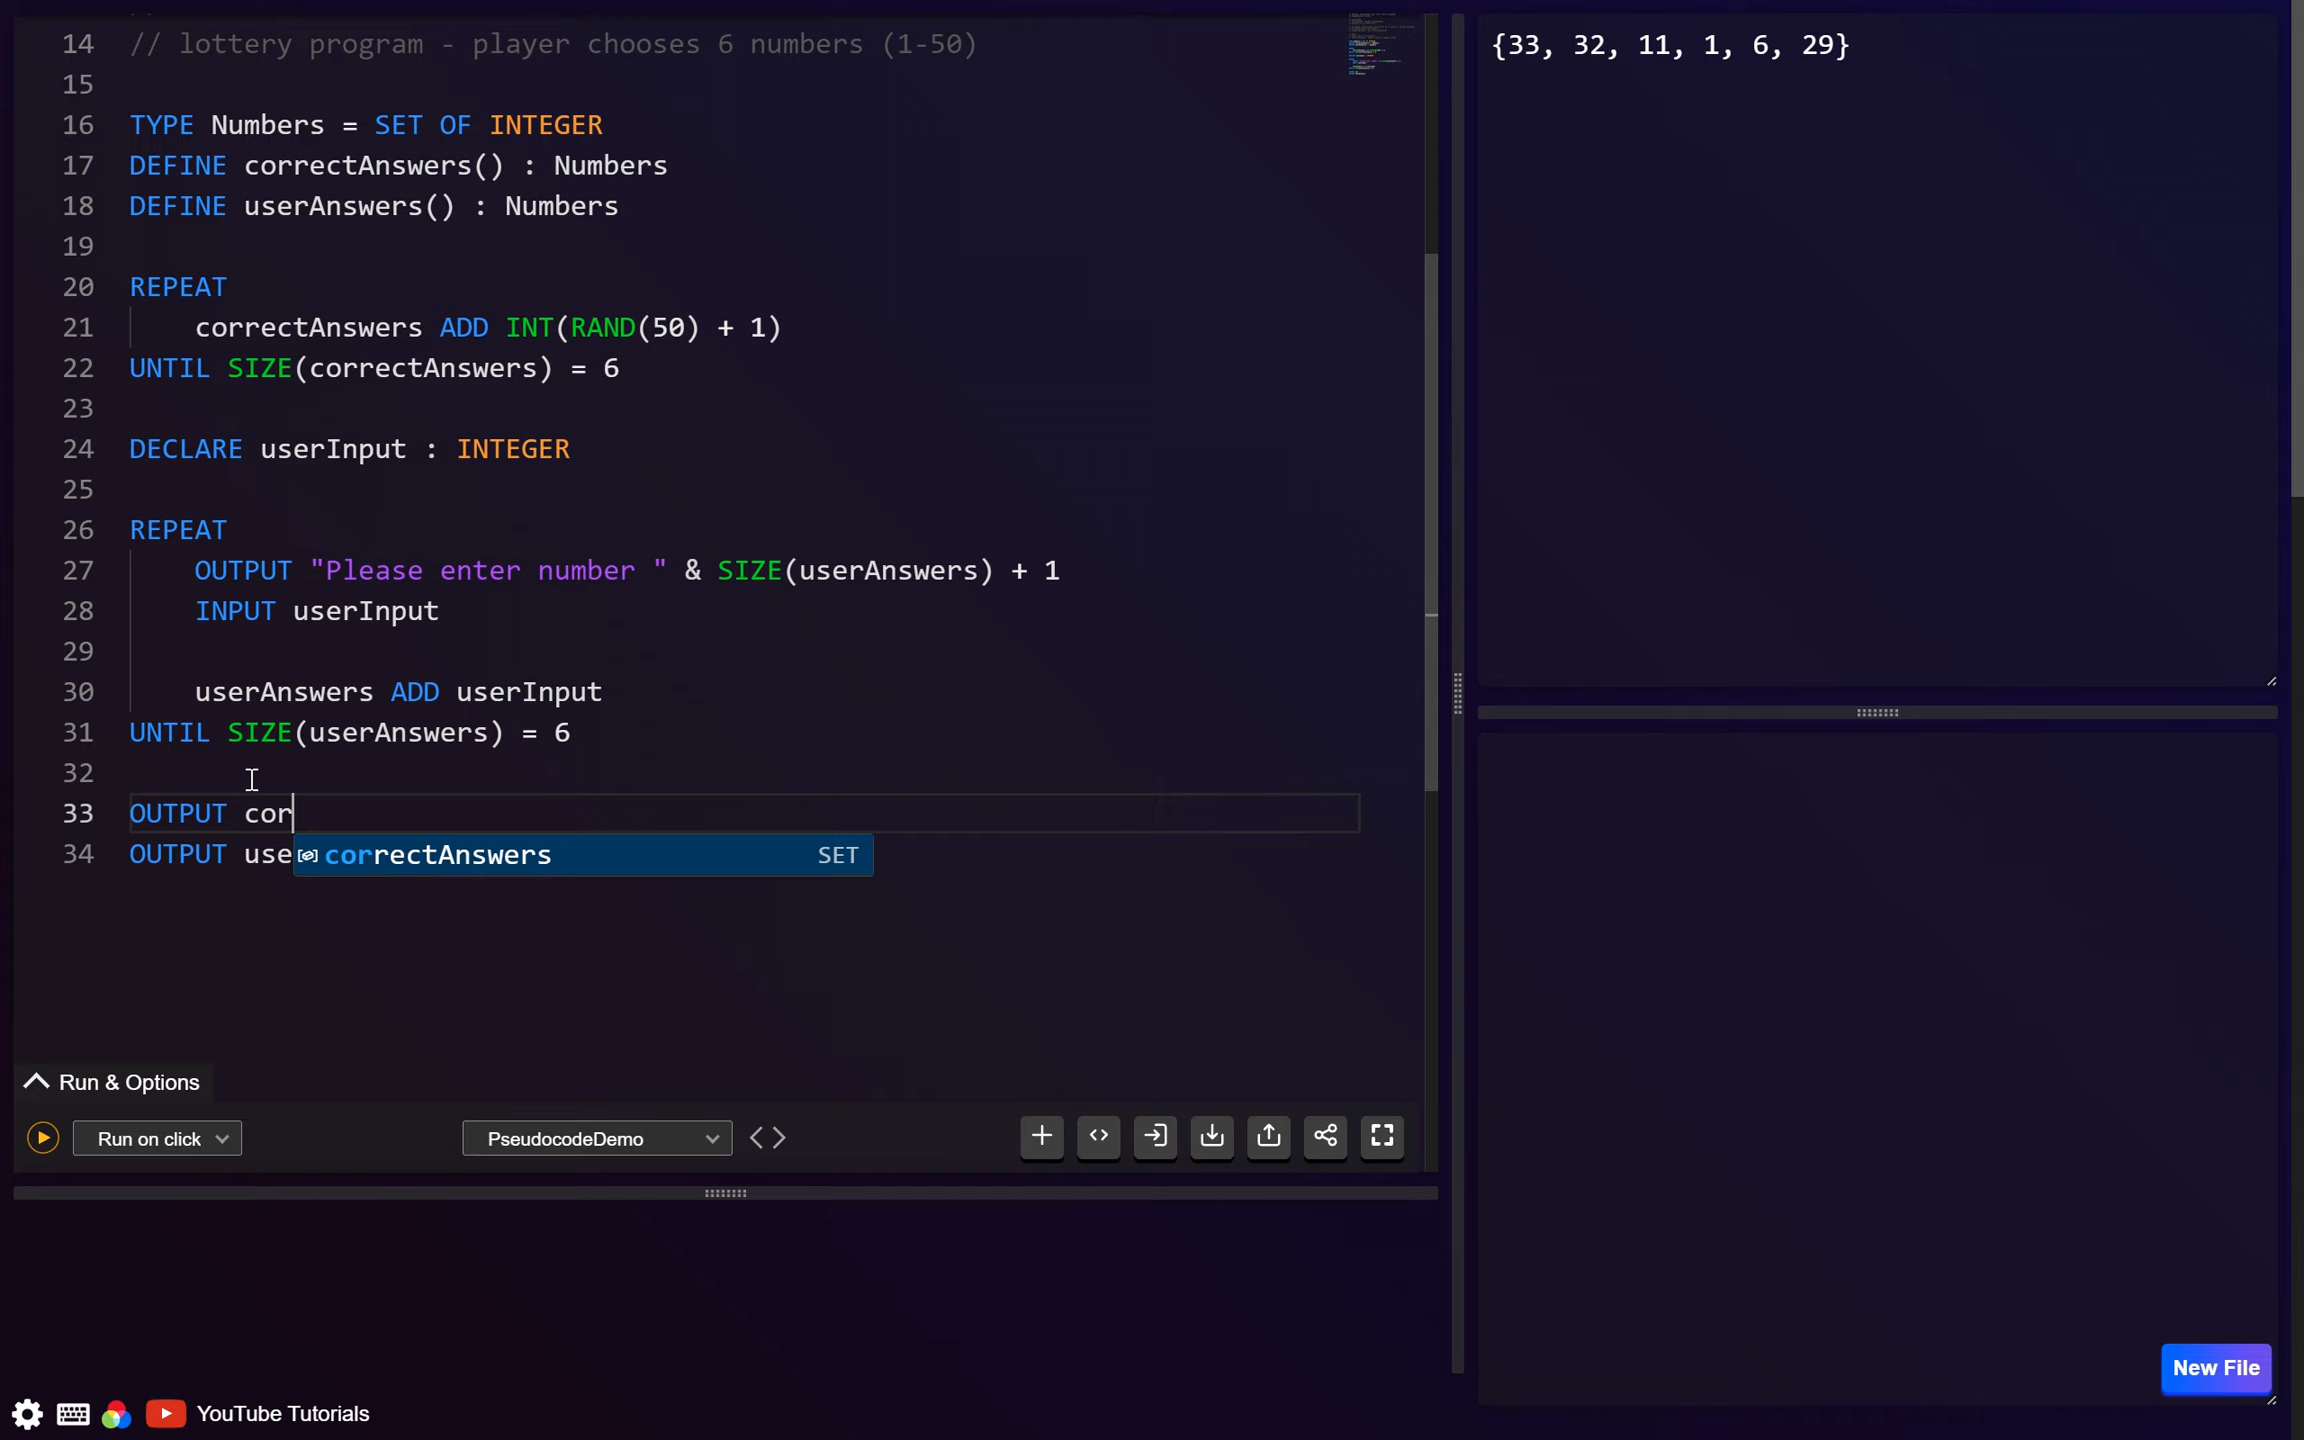 14 // lottery program - player chooses 6 numbers (1-50)
15
16 TYPE Numbers = SET OF INTEGER
17 DEFINE correctAnswers() : Numbers
18 DEFINE userAnswers() : Numbers
19
20 REPEAT
21 correctAnswers ADD INT(RAND(50) + 1)
22 UNTIL SIZE(correctAnswers) = 6
23
24 DECLARE userInput : INTEGER
25
26 REPEAT
27 OUTPUT "Please enter number " & SIZE(userAnswers) + 1
28 INPUT userInput
29
30 userAnswers ADD userInput
31 UNTIL SIZE(userAnswers) = 6
32
33 OUTPUT cor
34 OUTPUT use
correctAnswers SET
Run & Options
Run on click
PseudocodeDemo
YouTube Tutorials
{33, 32, 11, 1, 6, 29}
New File